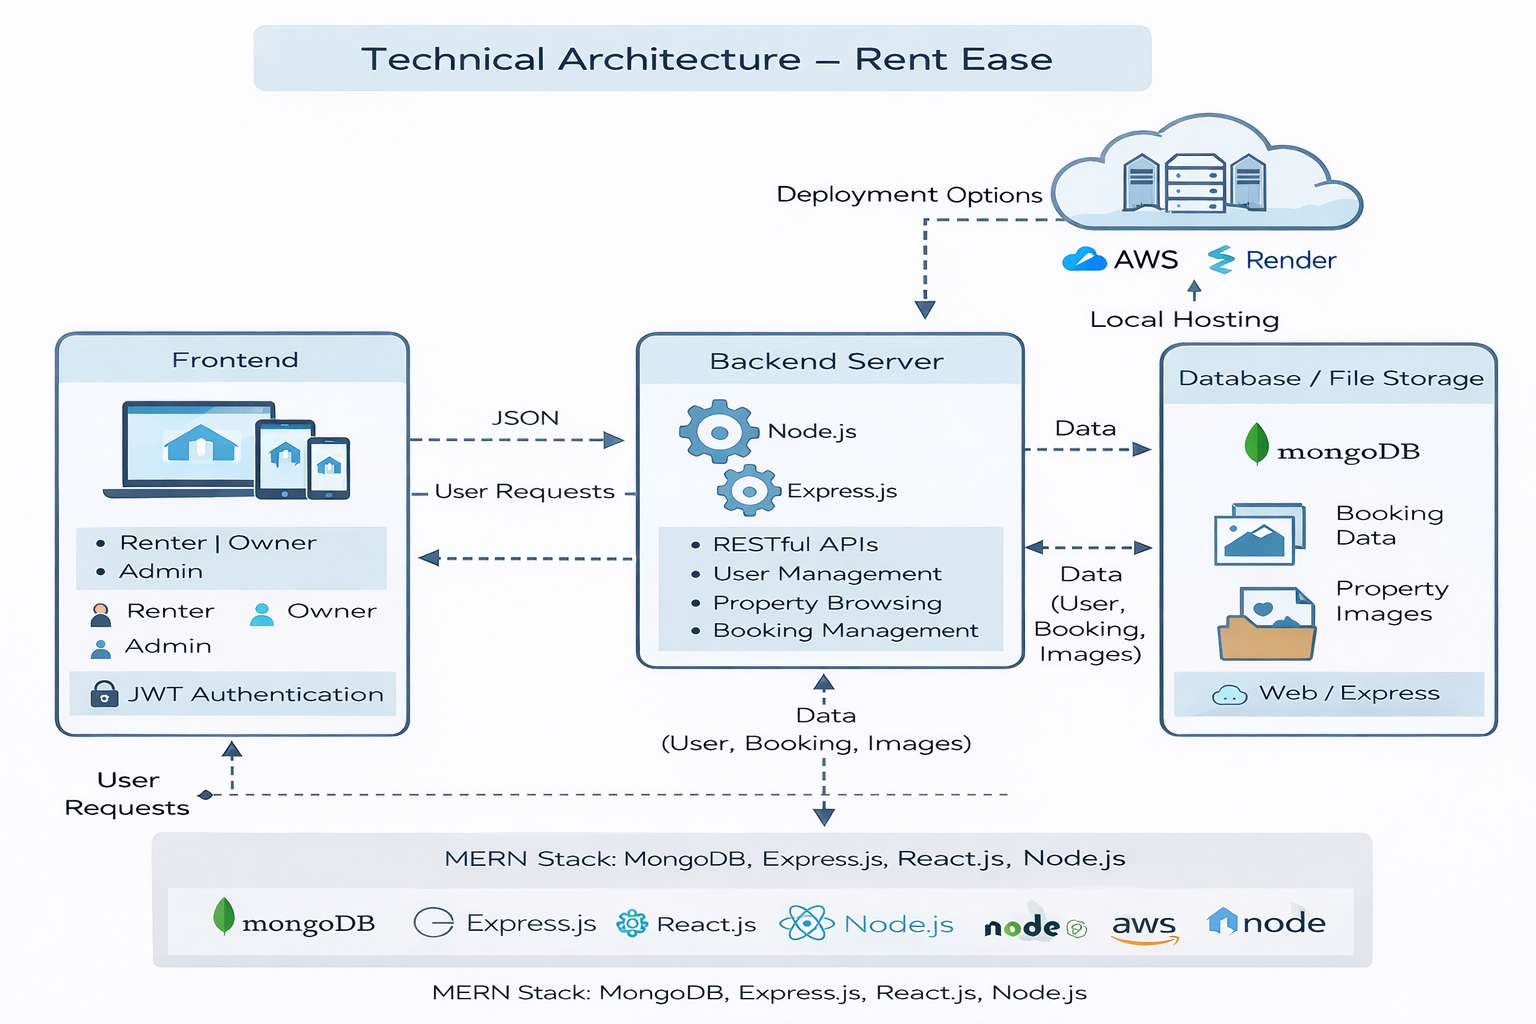 Technical Architecture – Rent Ease
Deployment Options
AWS
Render
Local Hosting
Frontend
Renter | Owner
Admin
Renter
Owner
Admin
JWT Authentication
JSON
User Requests
Backend Server
Node.js
Express.js
RESTful APIs
User Management
Property Browsing
Booking Management
Data
Data
(User,
Booking,
Images)
Database / File Storage
mongoDB
Booking
Data
Property
Images
Web / Express
Data
(User, Booking, Images)
User
Requests
MERN Stack: MongoDB, Express.js, React.js, Node.js
mongoDB
Express.js
React.js
Node.js
node
aws
node
MERN Stack: MongoDB, Express.js, React.js, Node.js